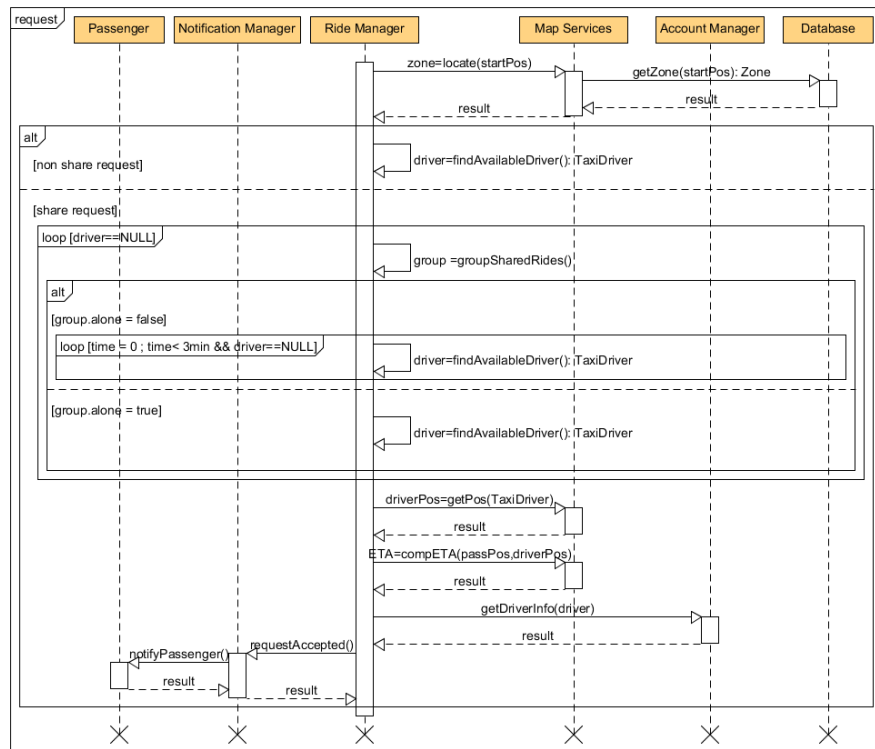 request
Passenger
Notification Manager
Ride Manager
Map Services
Account Manager
Database
zone=locate(startPos)
getZone(startPos): Zone
result
result
alt
[non share request]
driver=findAvailableDriver(): TaxiDriver
[share request]
loop [driver==NULL]
group =groupSharedRides()
alt
[group.alone = false]
loop [time = 0 ; time< 3min && driver==NULL]
driver=findAvailableDriver(): TaxiDriver
[group.alone = true]
driver=findAvailableDriver(): TaxiDriver
driverPos=getPos(TaxiDriver)
result
ETA=compETA(passPos,driverPos)
result
getDriverInfo(driver)
result
requestAccepted()
notifyPassenger()
result
result